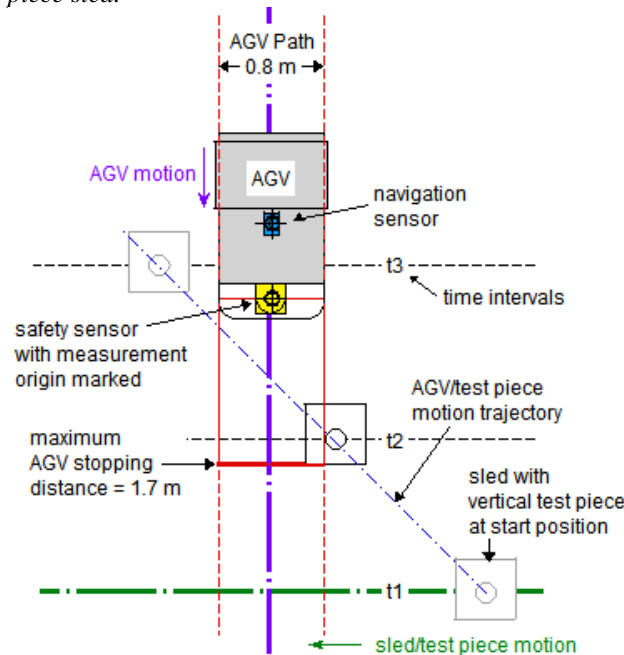 piece sled.
AGV Path
0.8 m
AGV motion
AGV
navigation
sensor
t3
time intervals
safety sensor
with measurement
origin marked
AGV/test piece
motion trajectory
maximum
AGV stopping
distance = 1.7 m
t2
sled with
vertical test piece
at start position
t1
sled/test piece motion